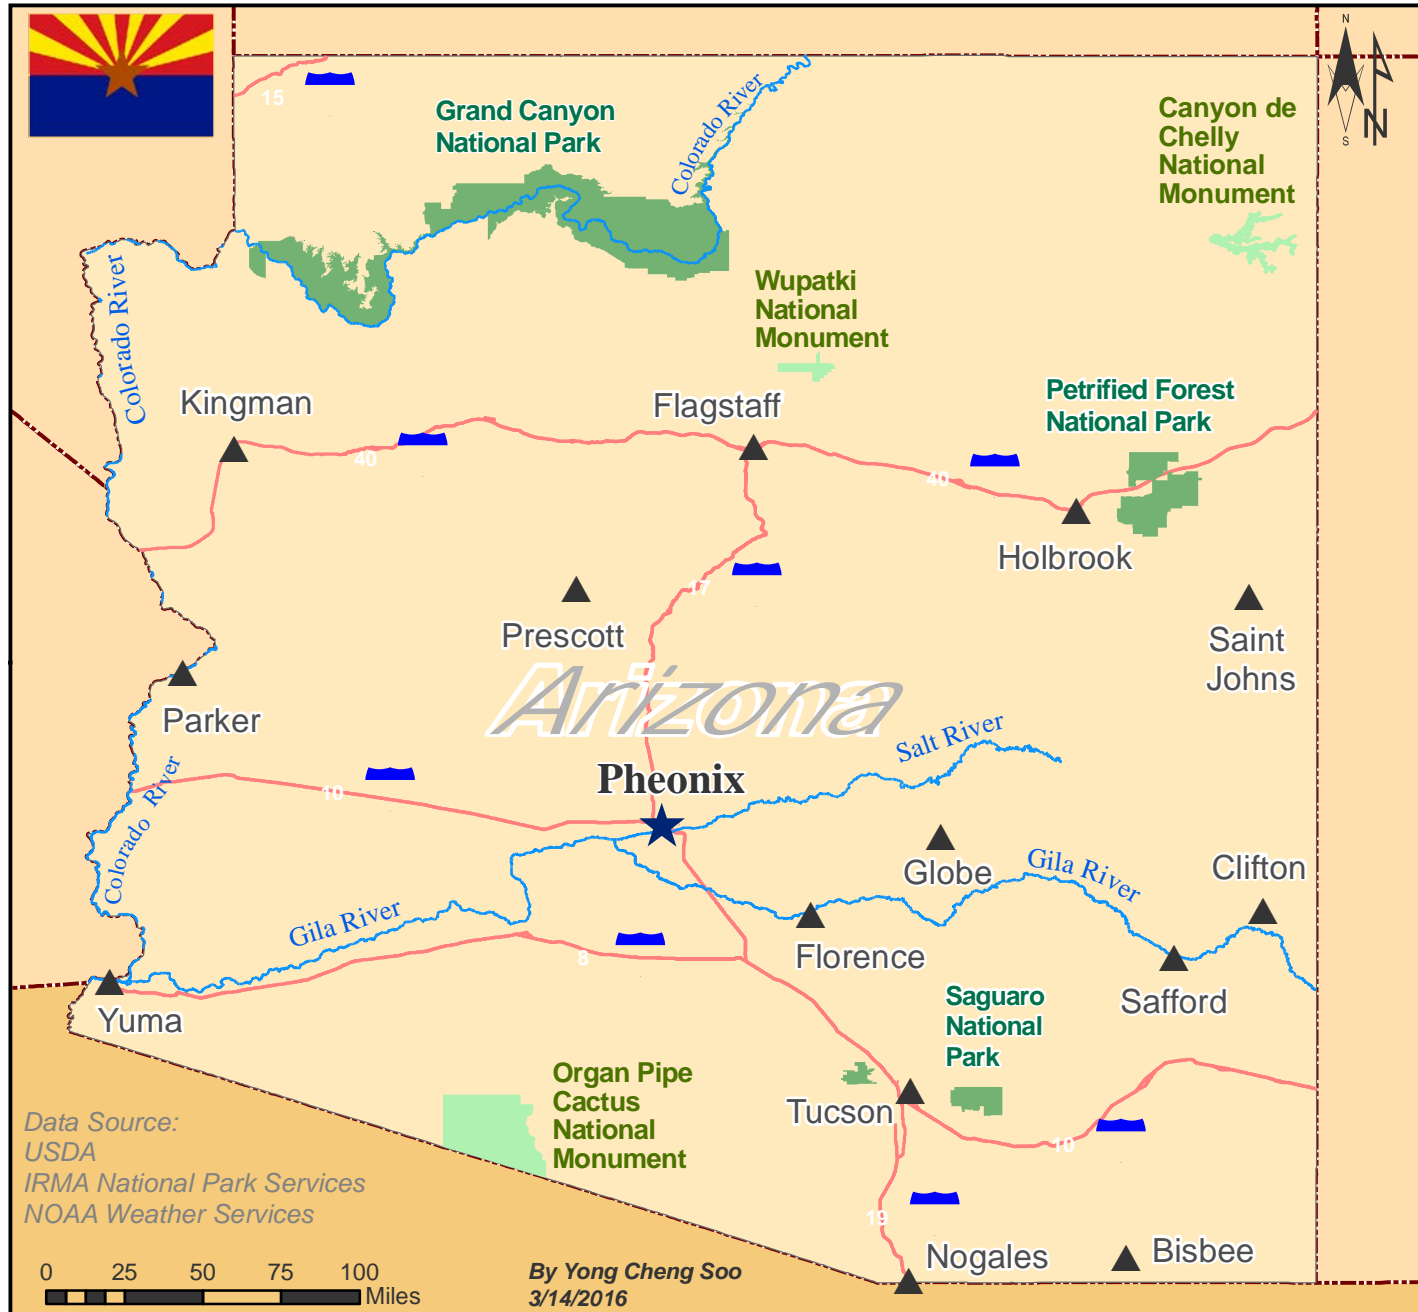 N
S
N
15
Grand Canyon
National Park
Colorado River
Canyon de
Chelly
National
Monument
Colorado River
Wupatki
National
Monument
Kingman
Flagstaff
Petrified Forest
National Park
40
40
Holbrook
17
Prescott
Saint
Johns
Arizona
Parker
Salt River
Colorado River
Pheonix
10
Globe
Gila River
Clifton
Gila River
Florence
8
Safford
Yuma
Saguaro
National
Park
Organ Pipe
Cactus
National
Monument
Tucson
10
Data Source:
USDA
IRMA National Park Services
NOAA Weather Services
19
Nogales
Bisbee
0 25 50 75 100
Miles
By Yong Cheng Soo
3/14/2016